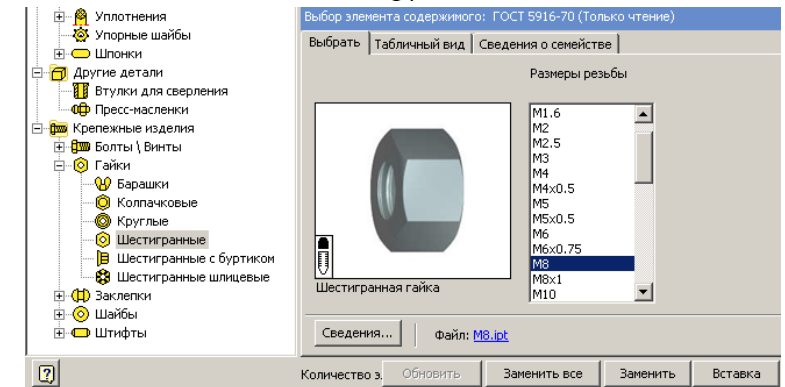 Уплотнения
Упорные шайбы
Шпонки
Другие детали
Втулки для сверления
Пресс-масленки
Крепежные изделия
Болты \ Винты
Гайки
Барашки
Колпачковые
Круглые
Шестигранные
Шестигранные с буртиком
Шестигранные шлицевые
Заклепки
Шайбы
Штифты
Выбор элемента содержимого: ГОСТ 5916-70 (Только чтение)
Выбрать Табличный вид Сведения о семействе
Размеры резьбы
M1.6
M2
M2.5
M3
M4
M4x0.5
M5
M5x0.5
M6
M6x0.75
M8
M8x1
M10
Шестигранная гайка
Сведения... Файл: M8.ipt
Количество э. Обновить Заменить все Заменить Вставка